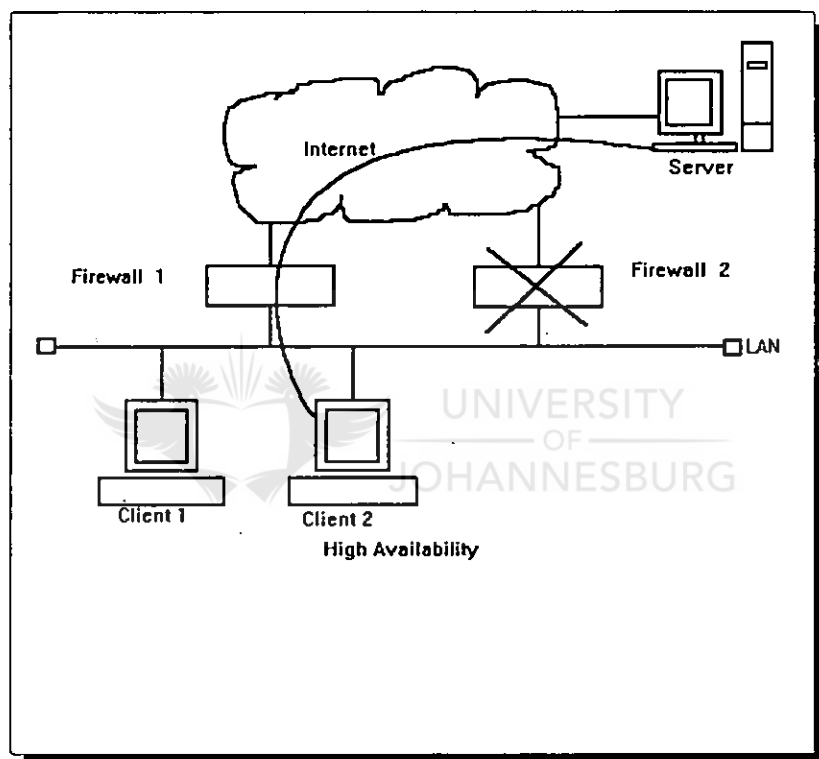 Internet
Server
Firewall 1
Firewall 2
LAN
UNIVERSITY
OF
JOHANNESBURG
Client 1
Client 2
High Availability